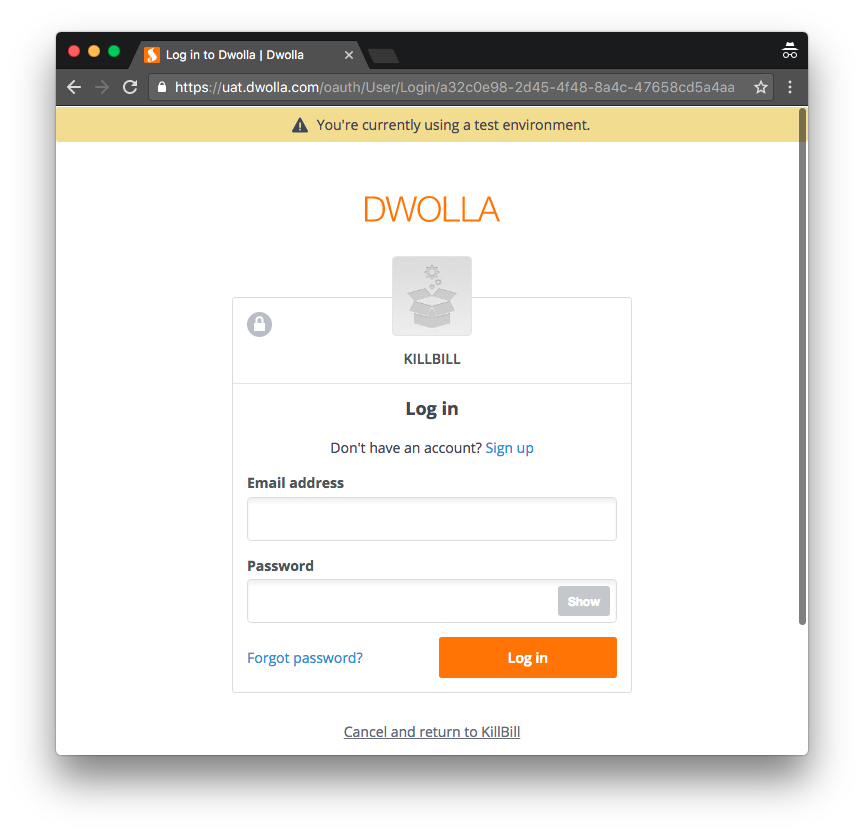 Log in to Dwolla | Dwolla
https://uat.dwolla.com/oauth/User/Login/a32c0e98-2d45-4f48-8a4c-47658cd5a4aa
You're currently using a test environment.
DWOLLA
KILLBILL
Log in
Don't have an account? Sign up
Email address
Password
Show
Forgot password?
Log in
Cancel and return to KillBill